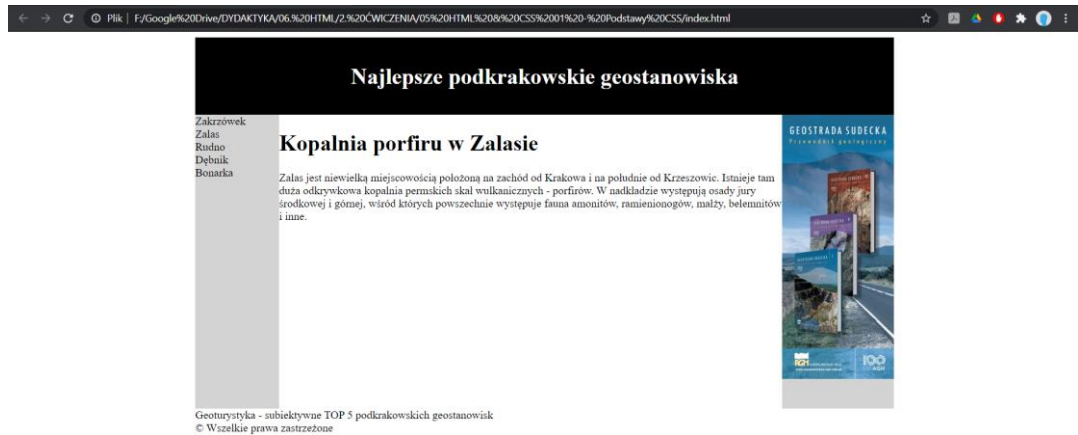 Plik | F:/Google%20Drive/DYDAKTYKA/06.%20HTML/2.%20ĆWICZENIA/05%20HTML%208&%20CSS%2001%20-%20Podstawy%20CSS/index.html
Najlepsze podkrakowskie geostanowiska
Zakrzówek
Zalas
Rudno
Dębnik
Bonarka
Kopalnia porfiru w Zalasie
Zalas jest niewielką miejscowością położoną na zachód od Krakowa i na południe od Krzeszowic. Istnieje tam
duża odkrywkowa kopalnia permskich skał wulkanicznych - porfirów. W nadkładzie występują osady jury
środkowej i górnej, wśród których powszechnie występuje fauna amonitów, ramienionogów, małży, belemnitów
i inne.
GEOSTRADA SUDECKA
Przewodnik geologiczny
AGH
100
AGH
Geoturystyka - subiektywne TOP 5 podkrakowskich geostanowisk
© Wszelkie prawa zastrzeżone